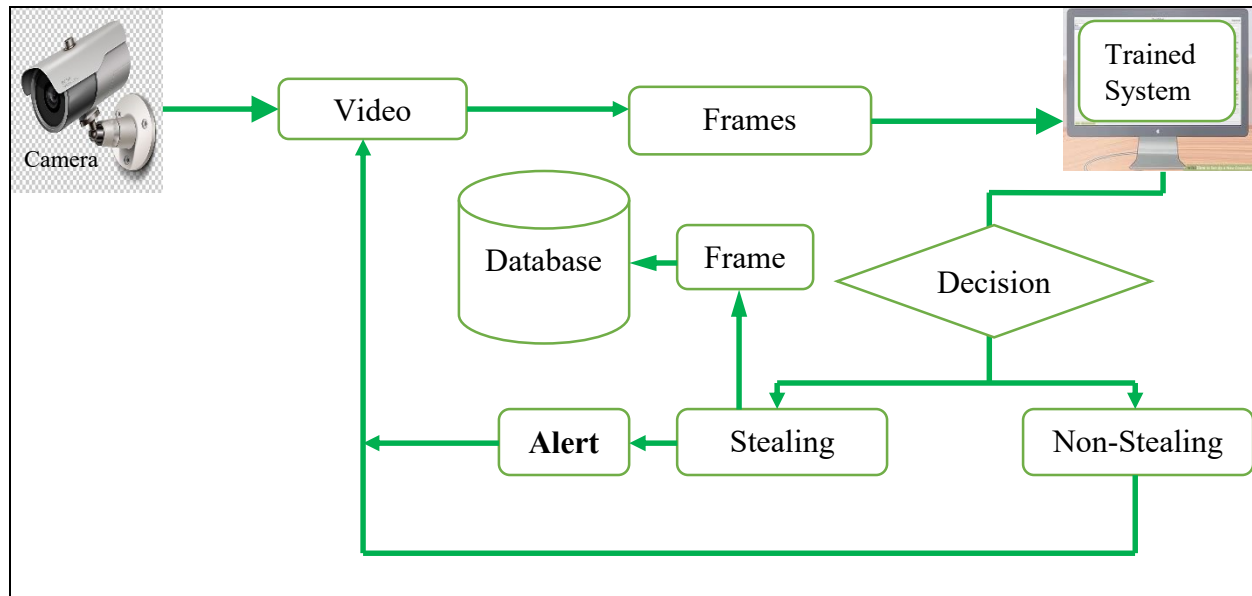 Camera
Video
Frames
Trained
System
Database
Frame
Decision
Alert
Stealing
Non-Stealing